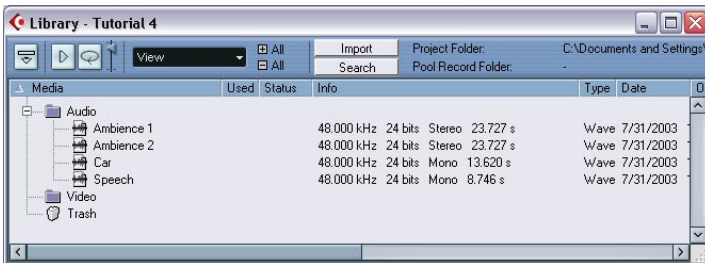 Library - Tutorial 4
View All Import Project Folder: C:\Documents and Settings\
All Search Pool Record Folder: -
Media Used Status Info Type Date O
Audio
Ambience 1 48.000 kHz 24 bits Stereo 23.727 s Wave 7/31/2003
Ambience 2 48.000 kHz 24 bits Stereo 23.727 s Wave 7/31/2003
Car 48.000 kHz 24 bits Mono 13.620 s Wave 7/31/2003
Speech 48.000 kHz 24 bits Mono 8.746 s Wave 7/31/2003
Video
Trash